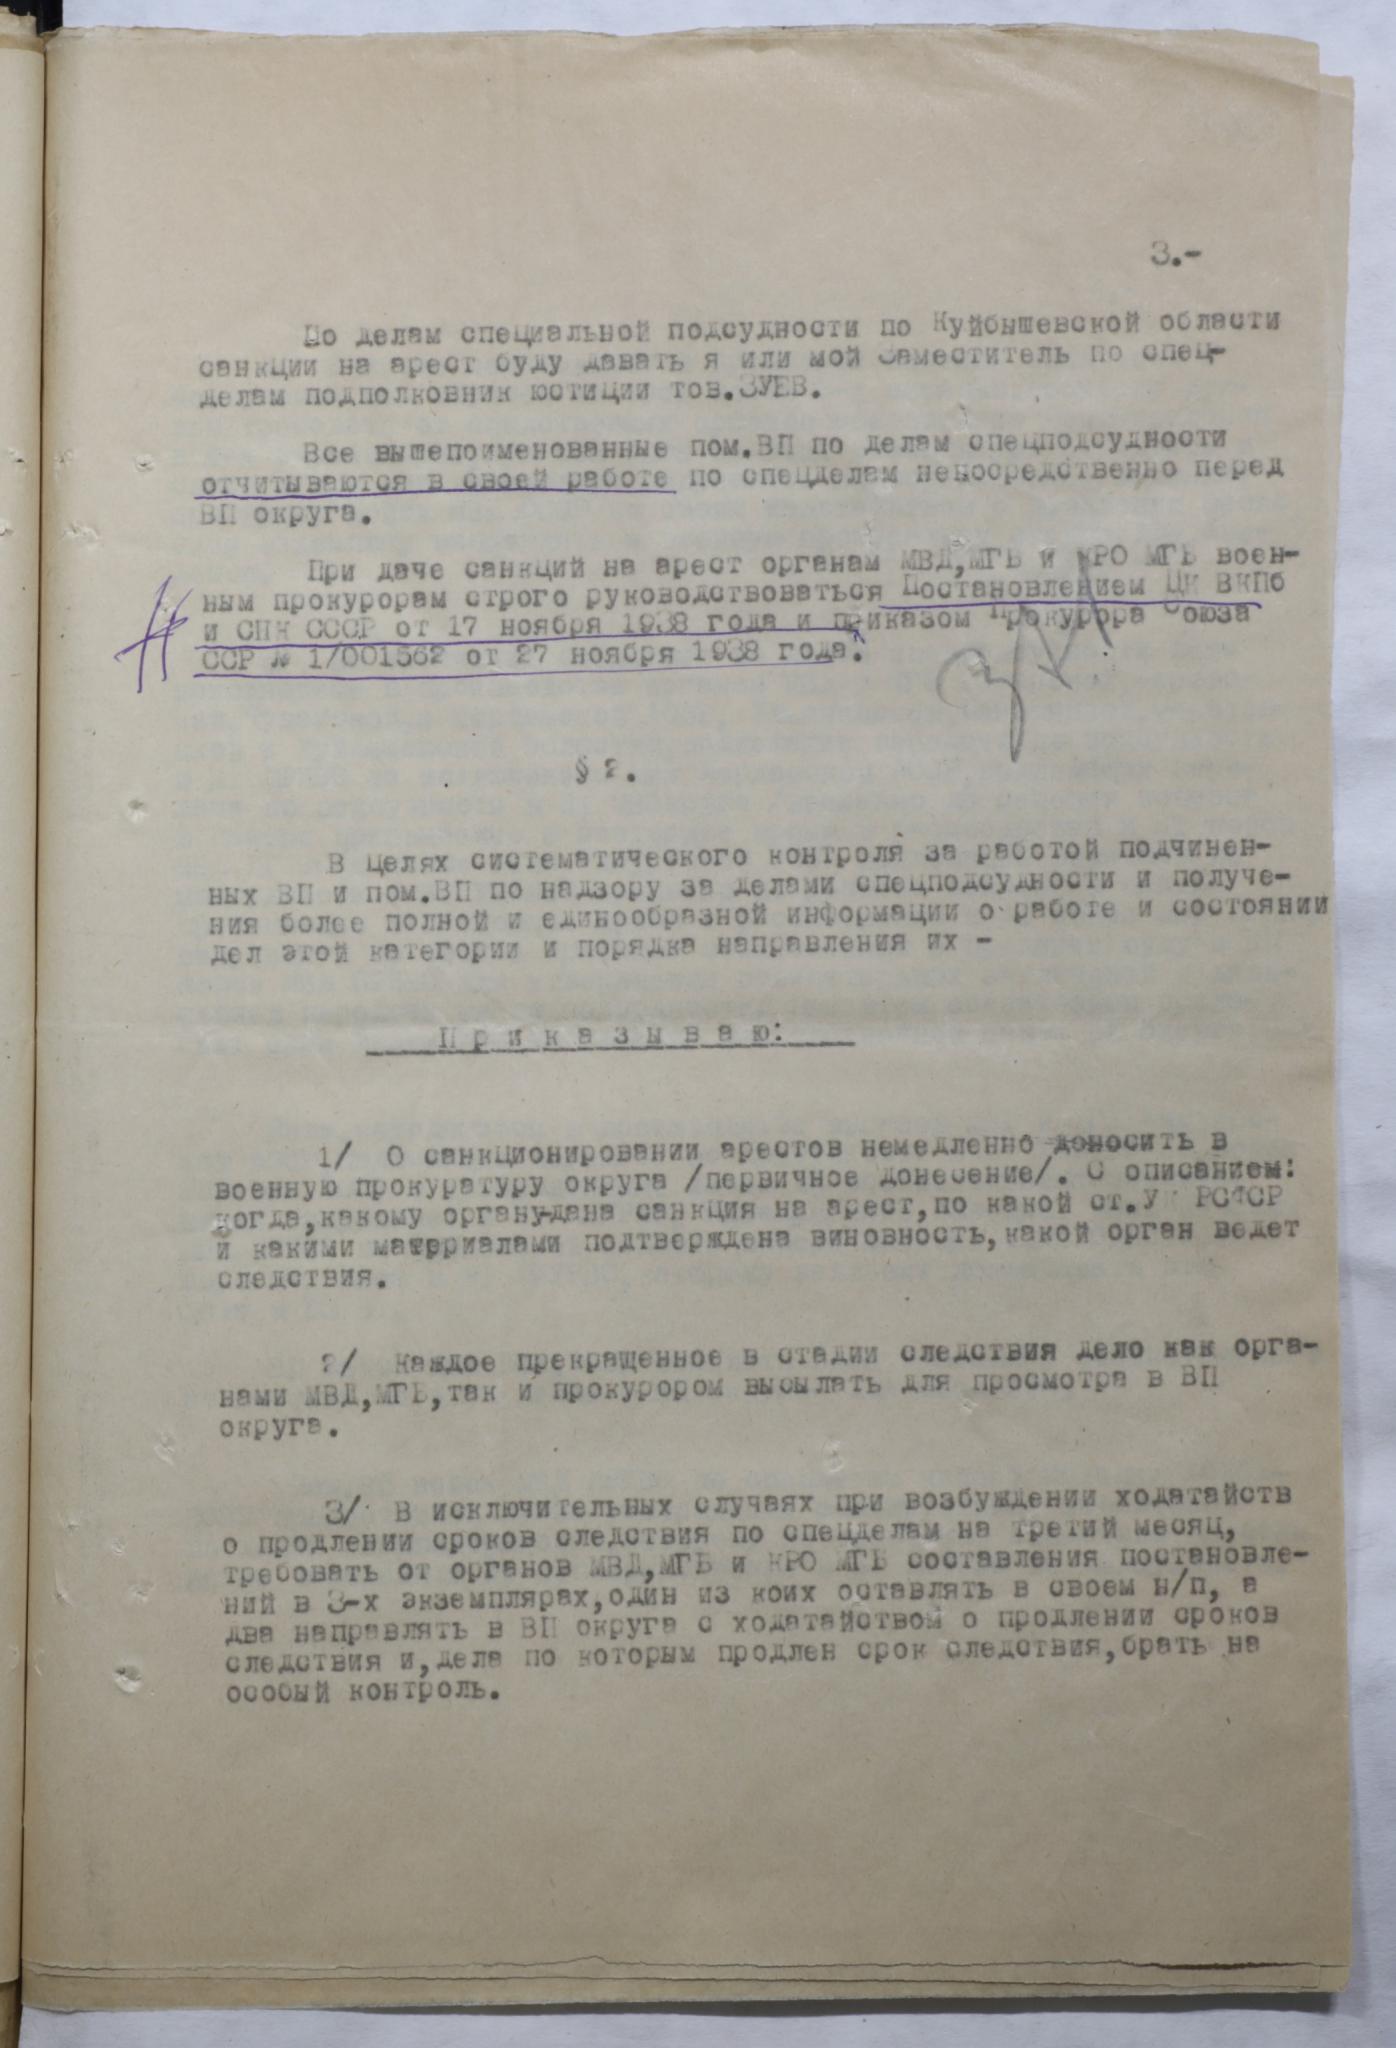 3.-
По делам специальной подсудности по Куйбышевской области
санкции на арест буду давать я или мой Заместитель по спец-
делам подполковник юстиции тов.ЗУЕВ.
Все вышепоименованные пом.ВП по делам спецподсудности
отчитываются в своей работе по спецделам непосредственно перед
ВП округа.
При даче санкций на арест органам МВД,МГБ и КРО МГБ воен-
ным прокурорам строго руководствоваться Постановлением ЦК ВКПб
и СНК СССР от 17 ноября 1938 года и приказом Прокурора Союза
ССР № 1/001562 от 27 ноября 1938 года.
§ 2.
В целях систематического контроля за работой подчинен-
ных ВП и пом.ВП по надзору за делами спецподсудности и получе-
ния более полной и единообразной информации о работе и состоянии
дел этой категории и порядка направления их -
Приказываю:
1/ О санкционировании арестов немедленно доносить в
военную прокуратуру округа /первичное донесение/. С описанием:
когда,какому органу-дана санкция на арест,по какой ст.УК РСФСР
и какими матрриалами подтверждена виновность,какой орган ведет
следствия.
2/ Каждое прекращенное в стадии следствия дело как орга-
нами МВД,МГБ,так и прокурором высылать для просмотра в ВП
округа.
3/ В исключительных случаях при возбуждении ходатайств
о продлении сроков следствия по спецделам на третий месяц,
требовать от органов МВД,МГБ и КРО МГБ составления постановле-
ний в 3-х экземплярах,один из коих оставлять в своем н/п, а
два направлять в ВП округа с ходатайством о продлении сроков
следствия и,дела по которым продлен срок следствия,брать на
особый контроль.